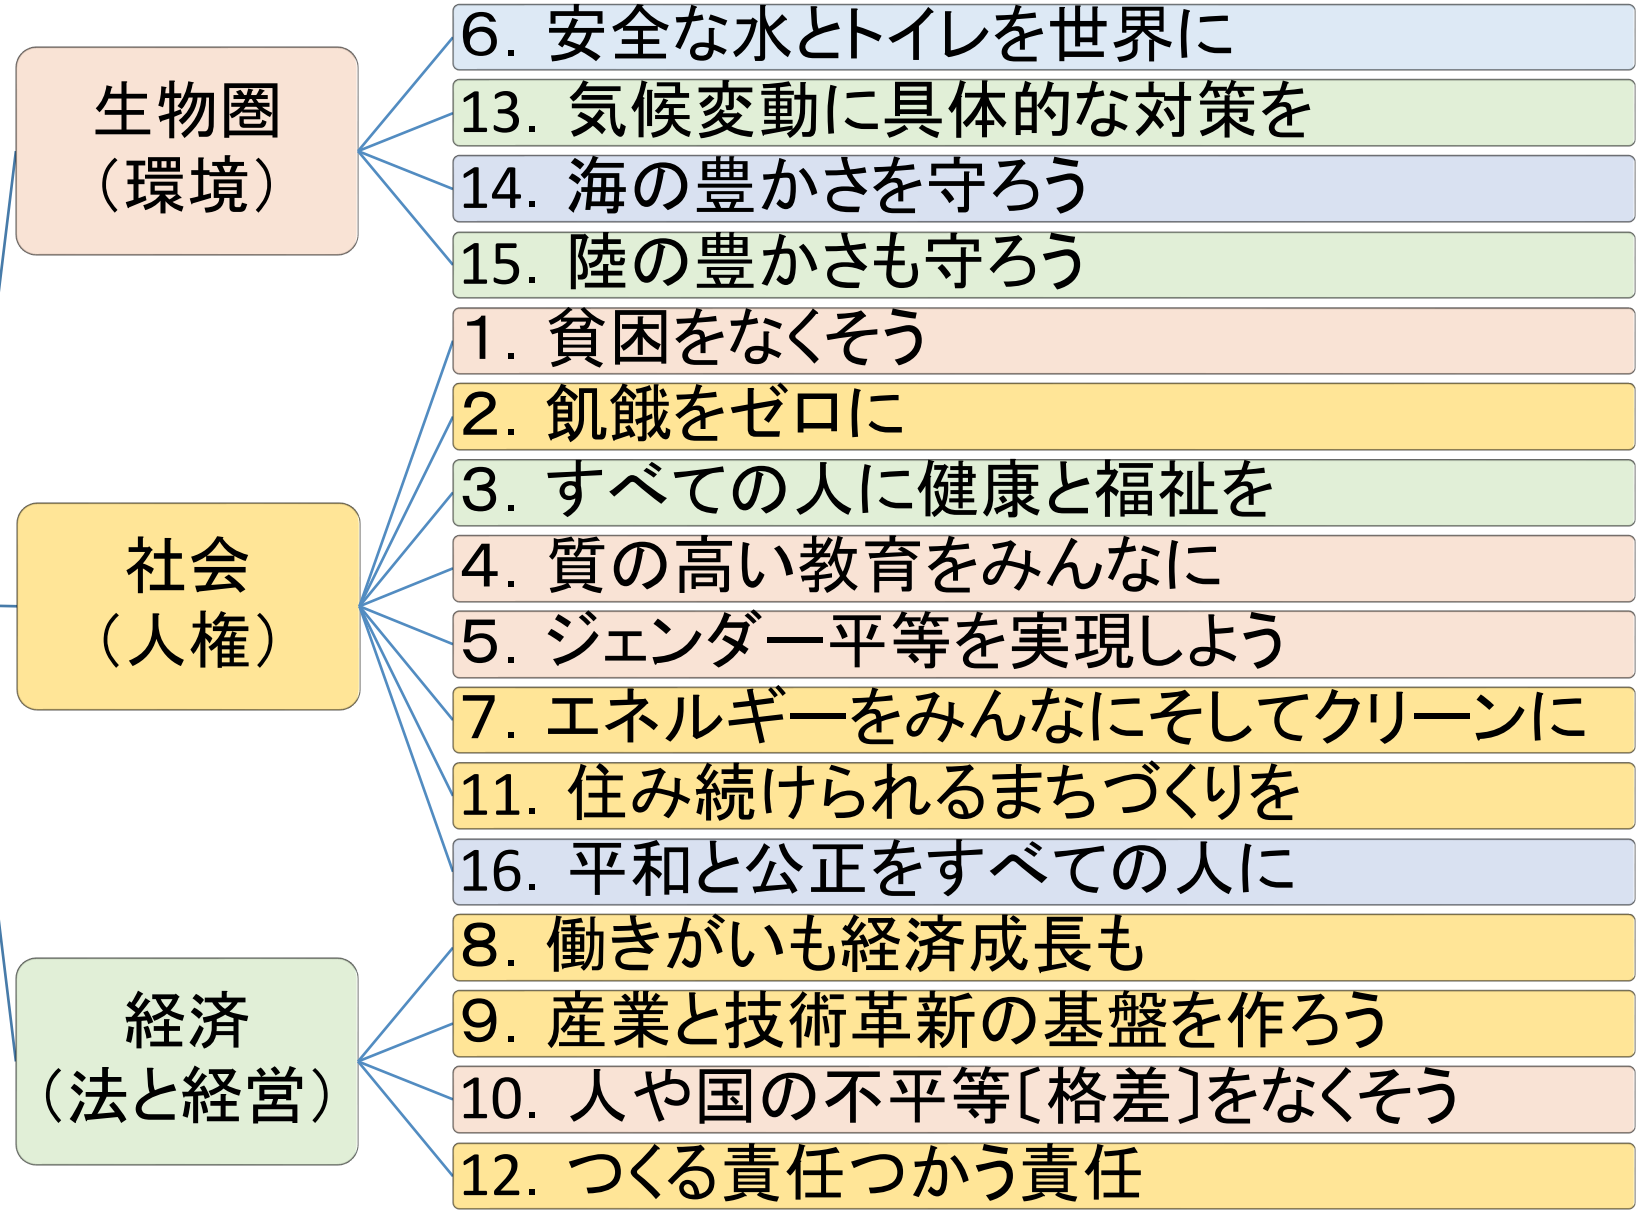 生物圏
（環境）
6．安全な水とトイレを世界に
13．気候変動に具体的な対策を
14．海の豊かさを守ろう
15．陸の豊かさも守ろう
社会
（人権）
1．貧困をなくそう
2．飢餓をゼロに
3．すべての人に健康と福祉を
4．質の高い教育をみんなに
5．ジェンダー平等を実現しよう
7．エネルギーをみんなにそしてクリーンに
11．住み続けられるまちづくりを
16．平和と公正をすべての人に
経済
（法と経営）
8．働きがいも経済成長も
9．産業と技術革新の基盤を作ろう
10．人や国の不平等〔格差〕をなくそう
12．つくる責任つかう責任